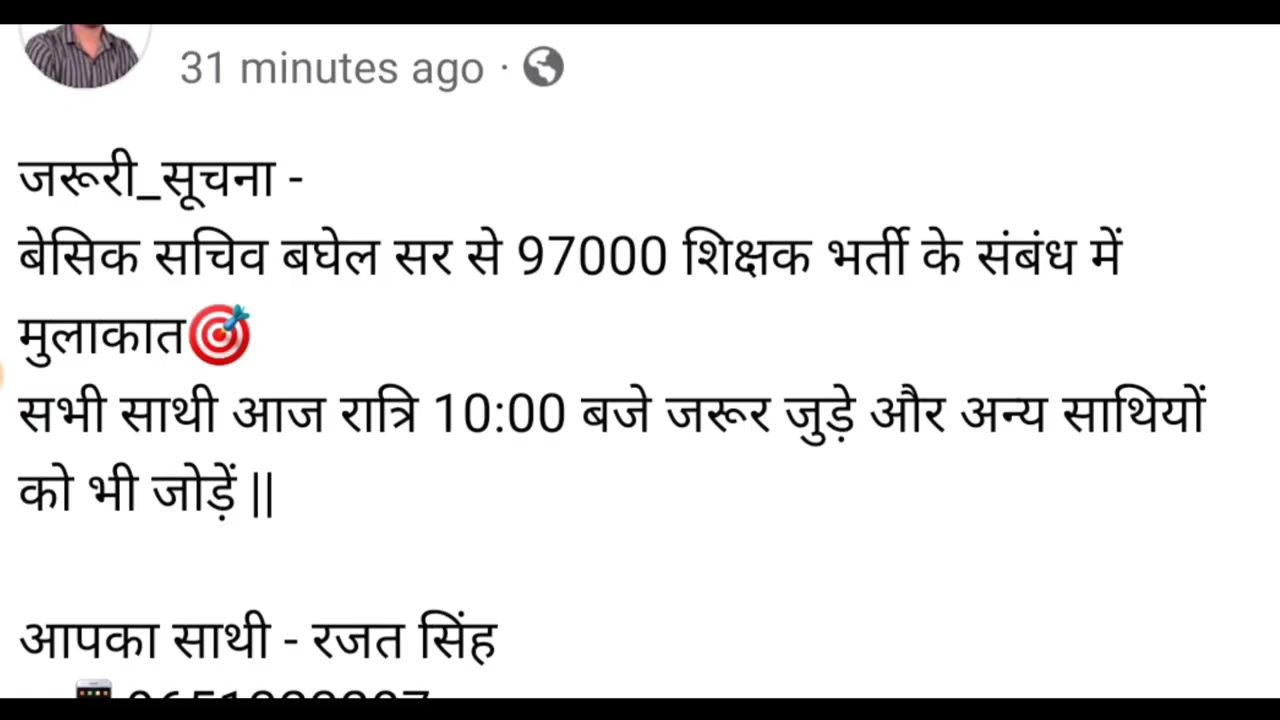 31 minutes ago ·
जरूरी_सूचना -
बेसिक सचिव बघेल सर से 97000 शिक्षक भर्ती के संबंध में
मुलाकात🎯
सभी साथी आज रात्रि 10:00 बजे जरूर जुड़े और अन्य साथियों
को भी जोड़ें ||
आपका साथी - रजत सिंह